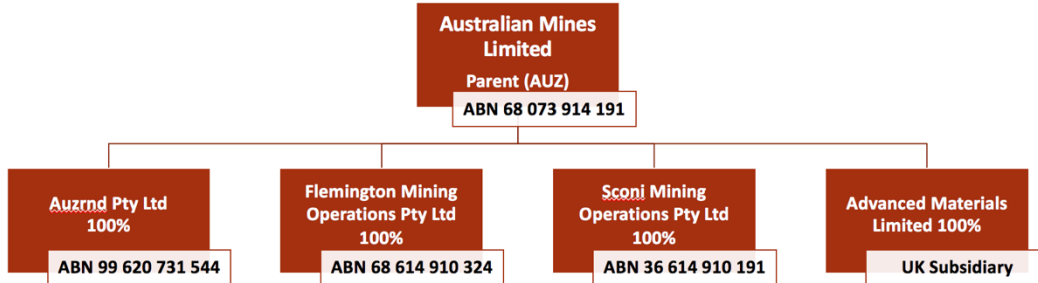 Australian Mines
Limited
Parent (AUZ)
ABN 68 073 914 191
Auzrnd Pty Ltd
100%
ABN 99 620 731 544
Flemington Mining
Operations Pty Ltd
100%
ABN 68 614 910 324
Sconi Mining
Operations Pty Ltd
100%
ABN 36 614 910 191
Advanced Materials
Limited 100%
UK Subsidiary